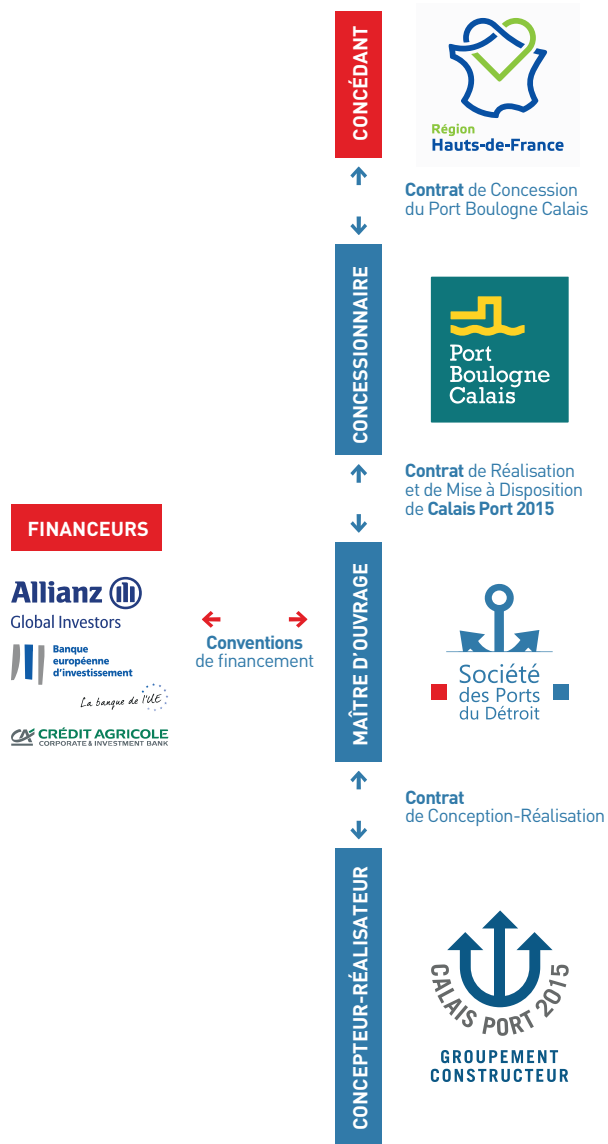 CONCÉDANT
Région
Hauts-de-France
Contrat de Concession
du Port Boulogne Calais
CONCESSIONNAIRE
Port
Boulogne
Calais
Contrat de Réalisation
et de Mise à Disposition
de Calais Port 2015
FINANCEURS
Allianz
Global Investors
Banque
européenne
d'investissement
La banque de l'UE
CRÉDIT AGRICOLE
CORPORATE & INVESTMENT BANK
Conventions
de financement
MAÎTRE D'OUVRAGE
Société
des Ports
du Détroit
Contrat
de Conception-Réalisation
CONCEPTEUR-RÉALISATEUR
CALAIS PORT 2015
GROUPEMENT
CONSTRUCTEUR